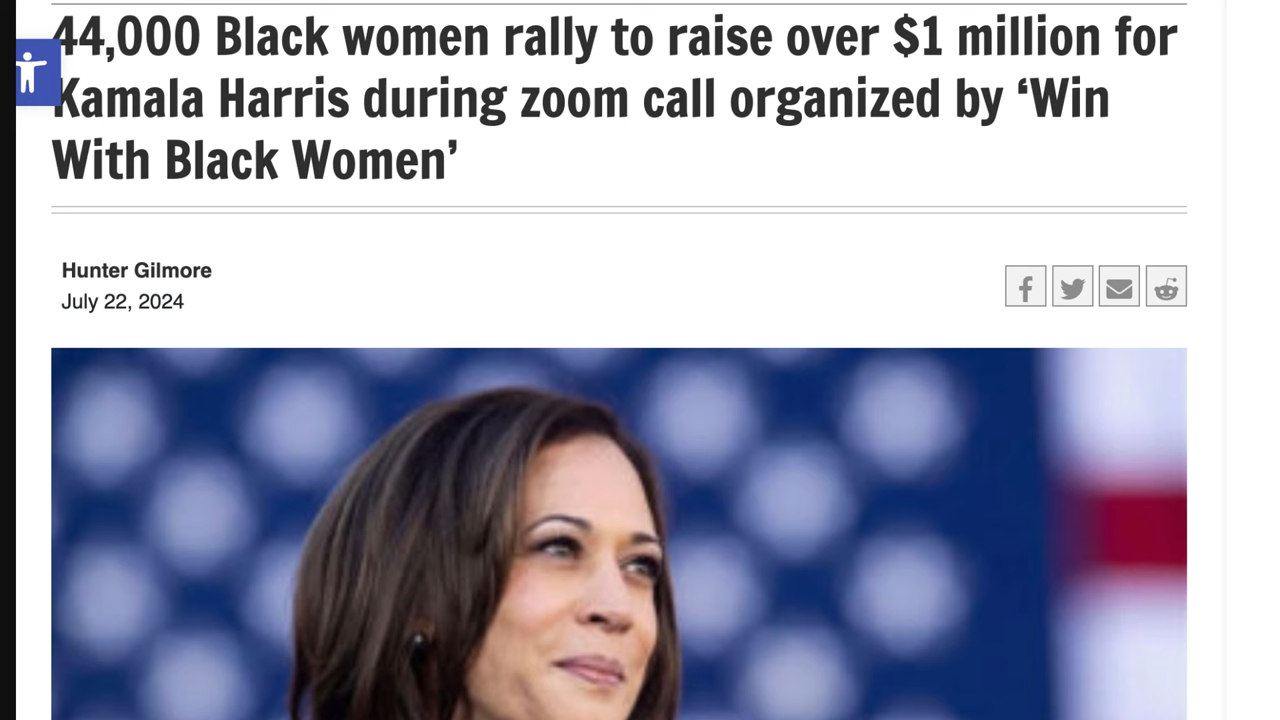 44,000 Black women rally to raise over $1 million for
Kamala Harris during zoom call organized by ‘Win
With Black Women’
Hunter Gilmore
July 22, 2024